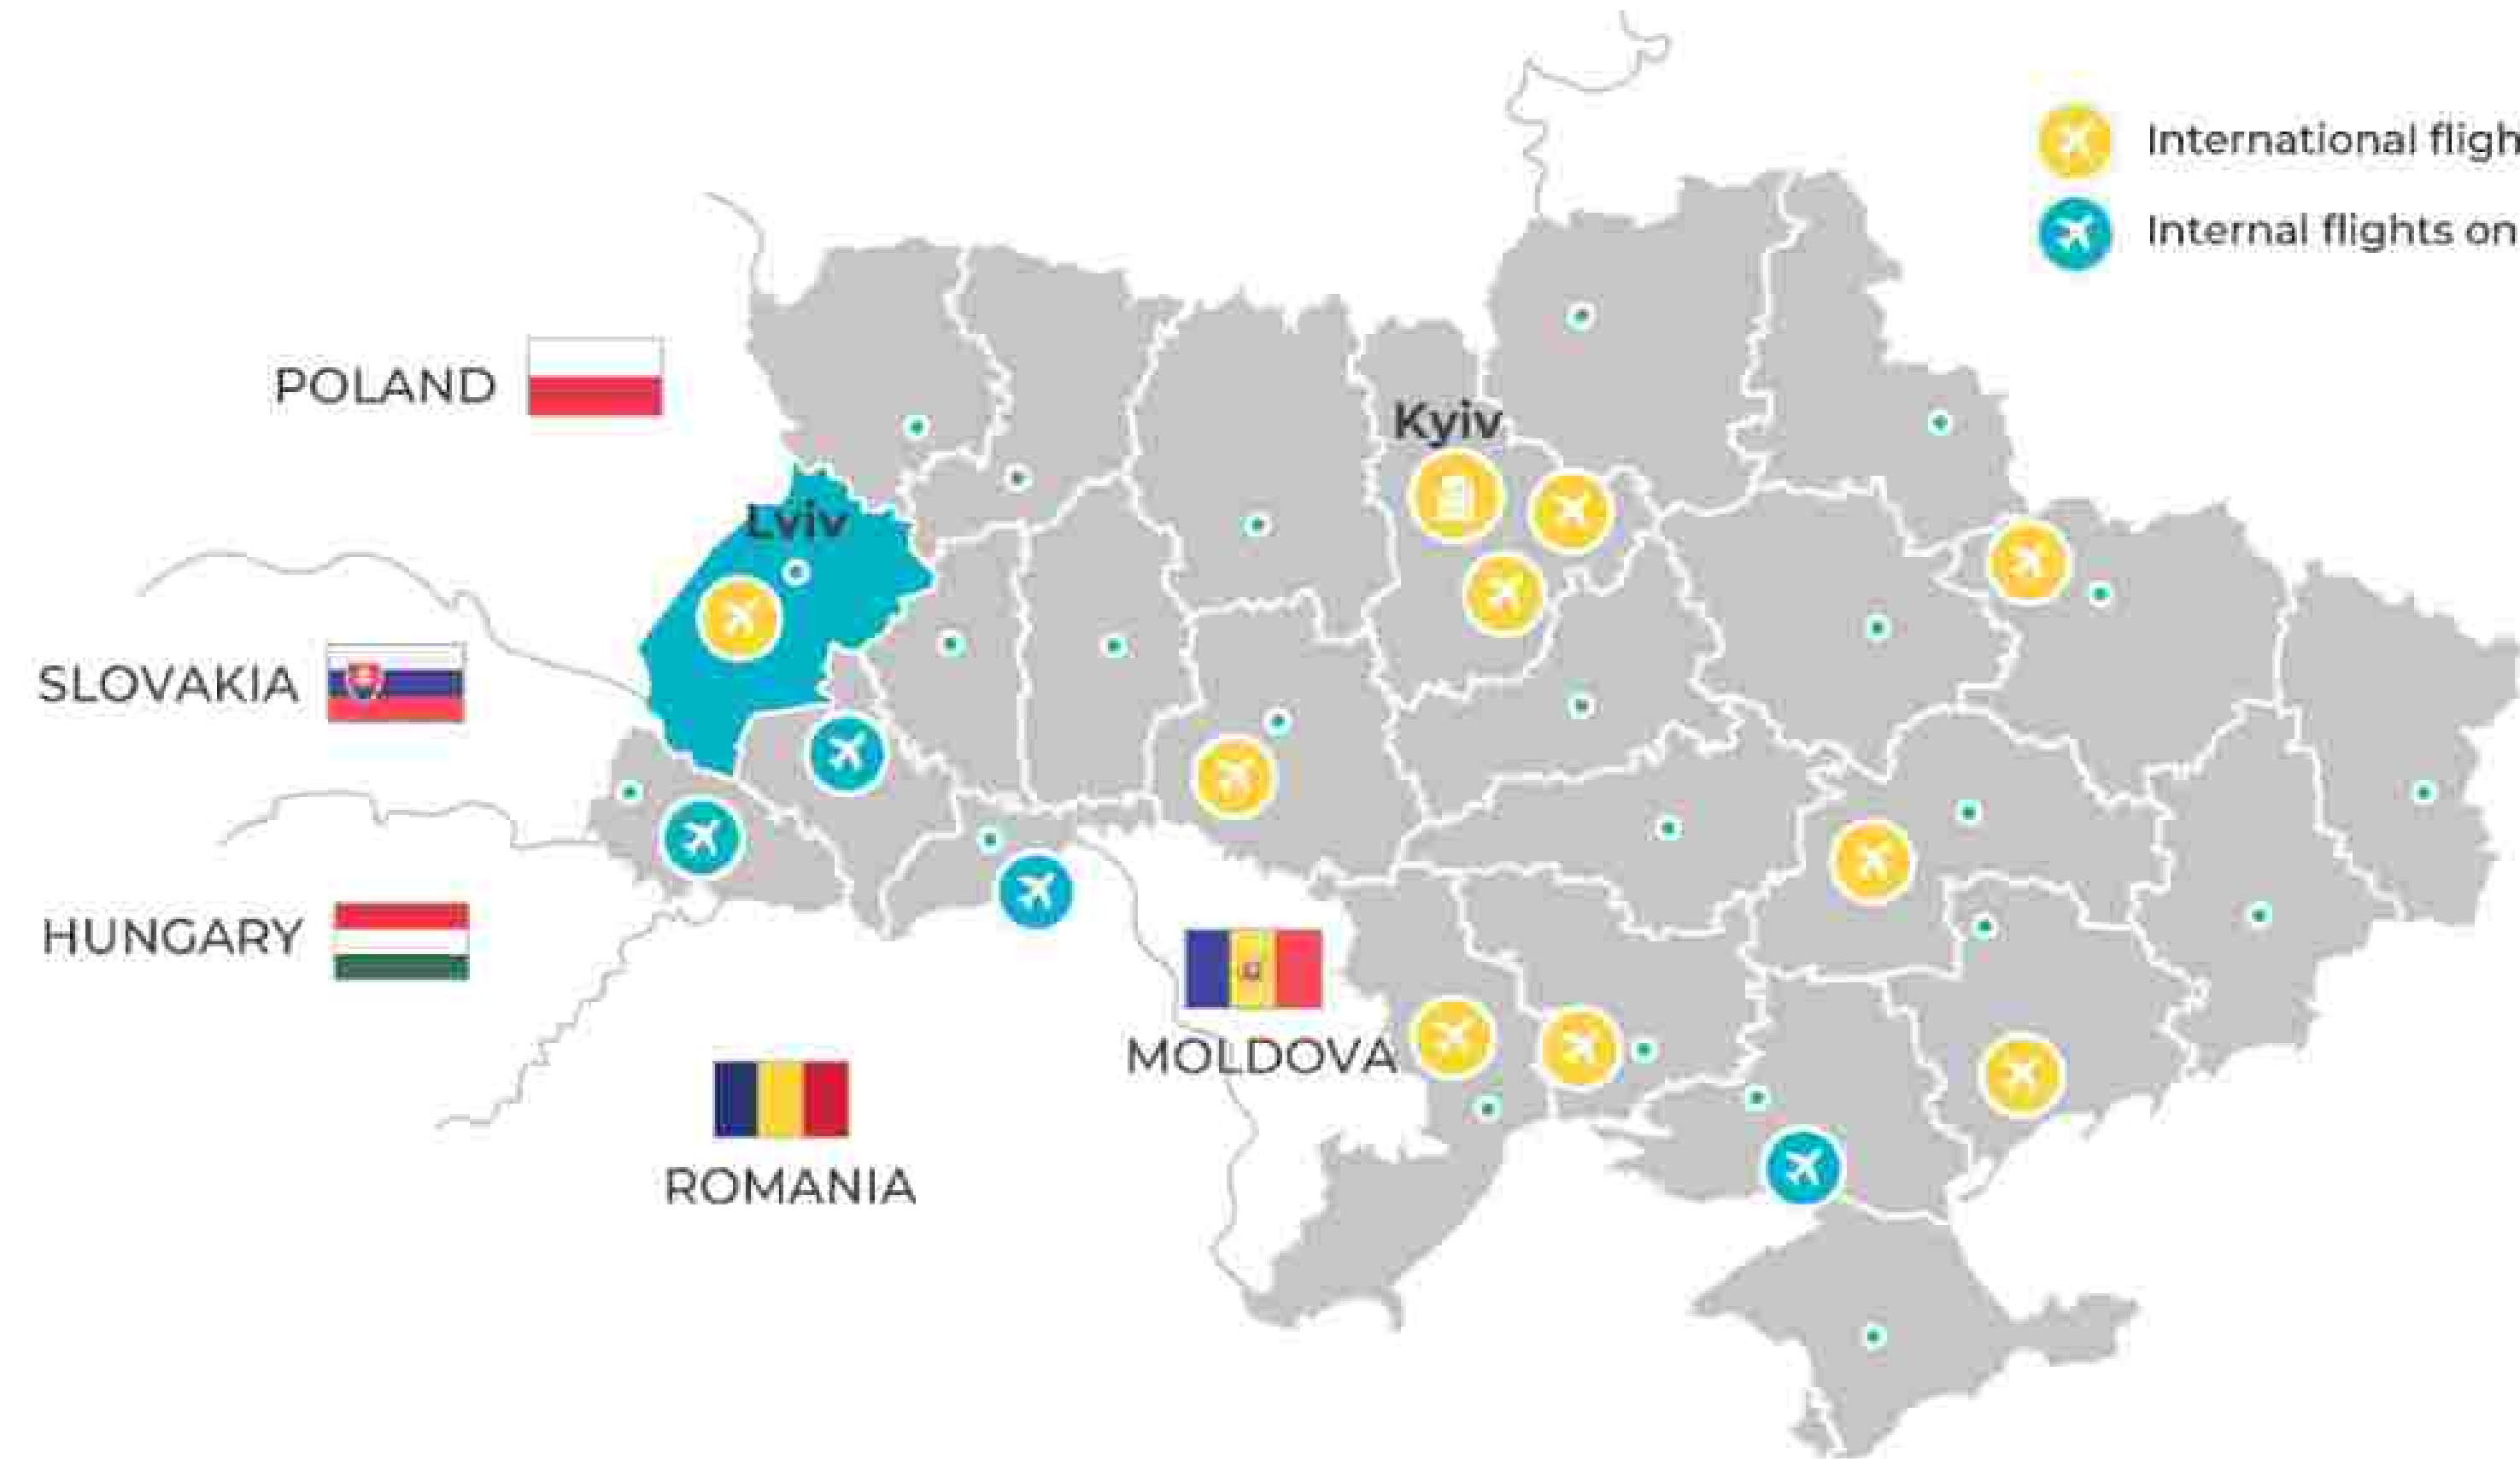 International fligh
Internal flights on
POLAND
Kyiv
Lviv
SLOVAKIA
HUNGARY
MOLDOVA
ROMANIA